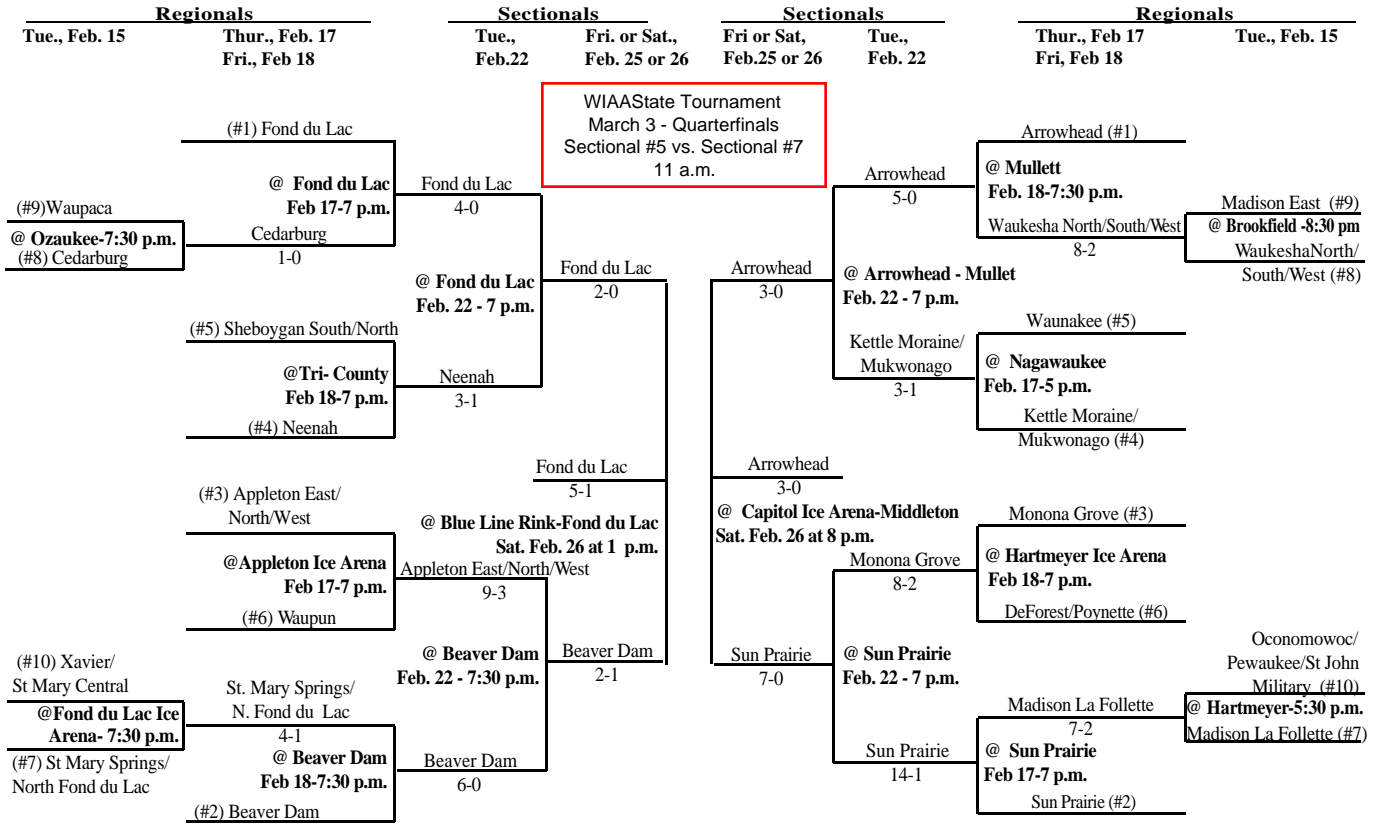 Regionals
Sectionals
Sectionals
Regionals
Tue., Feb. 15
Thur., Feb. 17
Fri., Feb 18
Tue.,
Feb.22
Fri. or Sat.,
Feb. 25 or 26
Fri or Sat,
Feb.25 or 26
Tue.,
Feb. 22
Thur., Feb 17
Fri, Feb 18
Tue., Feb. 15
WIAAState Tournament
March 3 - Quarterfinals
Sectional #5 vs. Sectional #7
11 a.m.
(#1) Fond du Lac
@ Fond du Lac
Feb 17-7 p.m.
Fond du Lac
4-0
(#9)Waupaca
@ Ozaukee-7:30 p.m.
(#8) Cedarburg
Cedarburg
1-0
@ Fond du Lac
Feb. 22 - 7 p.m.
Fond du Lac
2-0
(#5) Sheboygan South/North
@Tri- County
Feb 18-7 p.m.
Neenah
3-1
(#4) Neenah
Fond du Lac
5-1
@ Blue Line Rink-Fond du Lac
Sat. Feb. 26 at 1 p.m.
(#3) Appleton East/
North/West
@Appleton Ice Arena
Feb 17-7 p.m.
Appleton East/North/West
9-3
(#6) Waupun
@ Beaver Dam
Feb. 22 - 7:30 p.m.
Beaver Dam
2-1
(#10) Xavier/
St Mary Central
@Fond du Lac Ice
Arena- 7:30 p.m.
(#7) St Mary Springs/
North Fond du Lac
St. Mary Springs/
N. Fond du Lac
4-1
@ Beaver Dam
Feb 18-7:30 p.m.
Beaver Dam
6-0
(#2) Beaver Dam
Arrowhead (#1)
@ Mullett
Feb. 18-7:30 p.m.
Arrowhead
5-0
Madison East (#9)
@ Brookfield -8:30 pm
WaukeshaNorth/
South/West (#8)
Waukesha North/South/West
8-2
Arrowhead
3-0
@ Arrowhead - Mullet
Feb. 22 - 7 p.m.
Waunakee (#5)
@ Nagawaukee
Feb. 17-5 p.m.
Kettle Moraine/
Mukwonago
3-1
Kettle Moraine/
Mukwonago (#4)
Arrowhead
3-0
@ Capitol Ice Arena-Middleton
Sat. Feb. 26 at 8 p.m.
Monona Grove (#3)
@ Hartmeyer Ice Arena
Feb 18-7 p.m.
Monona Grove
8-2
DeForest/Poynette (#6)
Sun Prairie
7-0
@ Sun Prairie
Feb. 22 - 7 p.m.
Oconomowoc/
Pewaukee/St John
Military (#10)
@ Hartmeyer-5:30 p.m.
Madison La Follette (#7)
Madison La Follette
7-2
@ Sun Prairie
Feb 17-7 p.m.
Sun Prairie
14-1
Sun Prairie (#2)